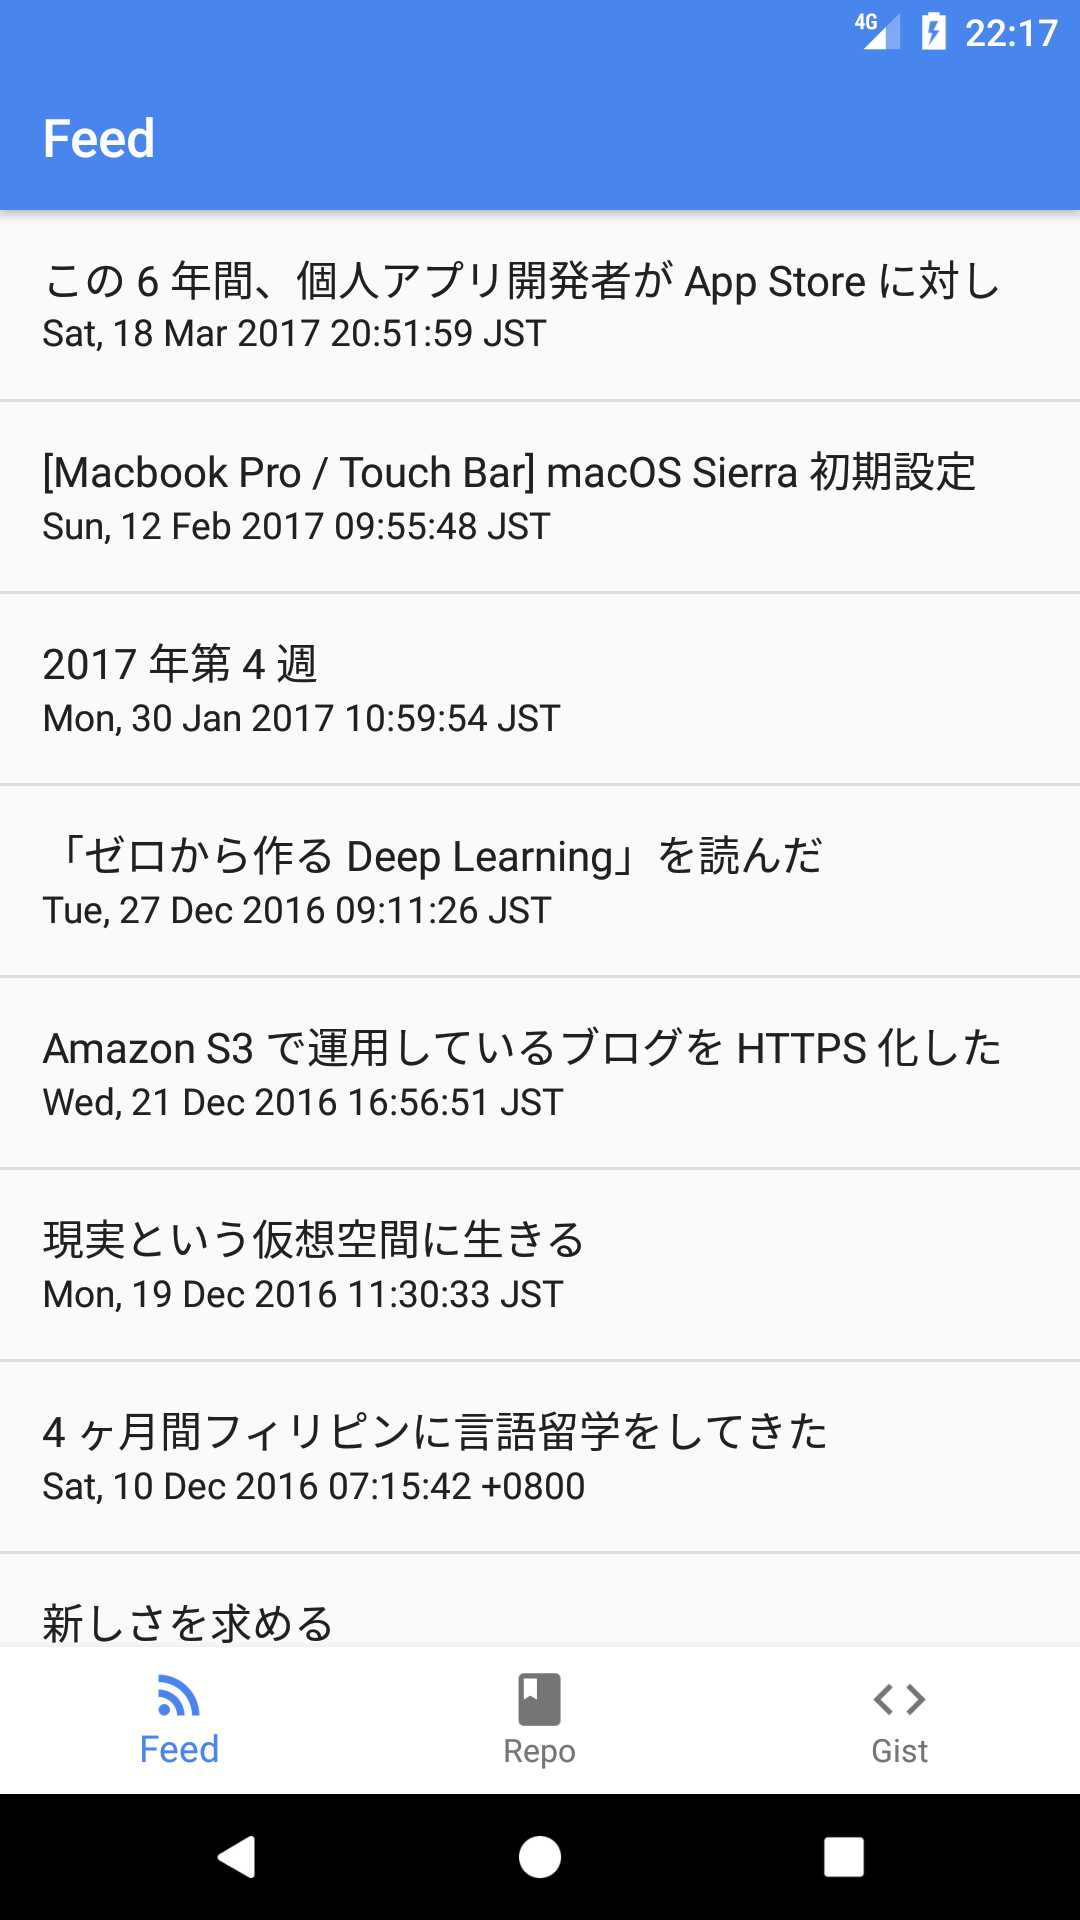 4G 22:17
Feed
この 6 年間、個人アプリ開発者が App Store に対し
Sat, 18 Mar 2017 20:51:59 JST
[Macbook Pro / Touch Bar] macOS Sierra 初期設定
Sun, 12 Feb 2017 09:55:48 JST
2017 年第 4 週
Mon, 30 Jan 2017 10:59:54 JST
「ゼロから作る Deep Learning」を読んだ
Tue, 27 Dec 2016 09:11:26 JST
Amazon S3 で運用しているブログを HTTPS 化した
Wed, 21 Dec 2016 16:56:51 JST
現実という仮想空間に生きる
Mon, 19 Dec 2016 11:30:33 JST
4 ヶ月間フィリピンに言語留学をしてきた
Sat, 10 Dec 2016 07:15:42 +0800
新しさを求める
Feed Repo Gist